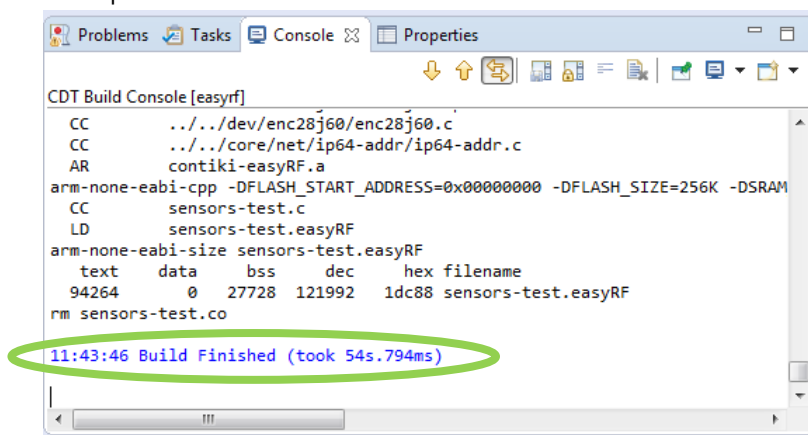 Problems Tasks Console Properties
CDT Build Console [easyrf]
CC ../../dev/enc28j60/enc28j60.c
CC ../../core/net/ip64-addr/ip64-addr.c
AR contiki-easyRF.a
arm-none-eabi-cpp -DFLASH_START_ADDRESS=0x00000000 -DFLASH_SIZE=256K -DSRAM
CC sensors-test.c
LD sensors-test.easyRF
arm-none-eabi-size sensors-test.easyRF
text data bss dec hex filename
94264 0 27728 121992 1dc88 sensors-test.easyRF
rm sensors-test.co
11:43:46 Build Finished (took 54s.794ms)